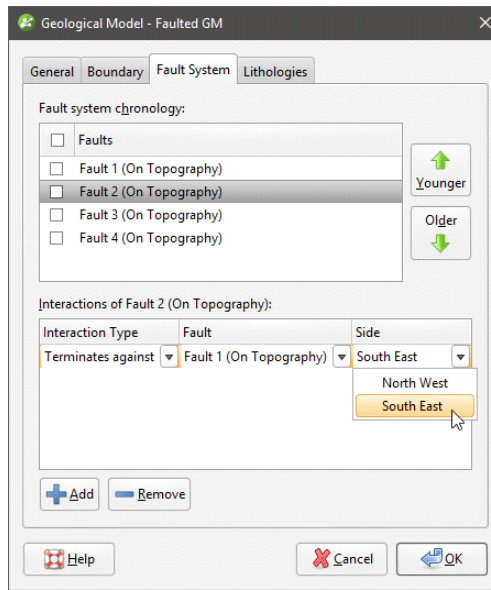 Geological Model - Faulted GM
General Boundary Fault System Lithologies
Fault system chronology:
Faults
Fault 1 (On Topography)
Fault 2 (On Topography)
Fault 3 (On Topography)
Fault 4 (On Topography)
Younger
Older
Interactions of Fault 2 (On Topography):
Interaction Type Fault Side
Terminates against Fault 1 (On Topography) South East
North West
South East
Add Remove
Help Cancel OK